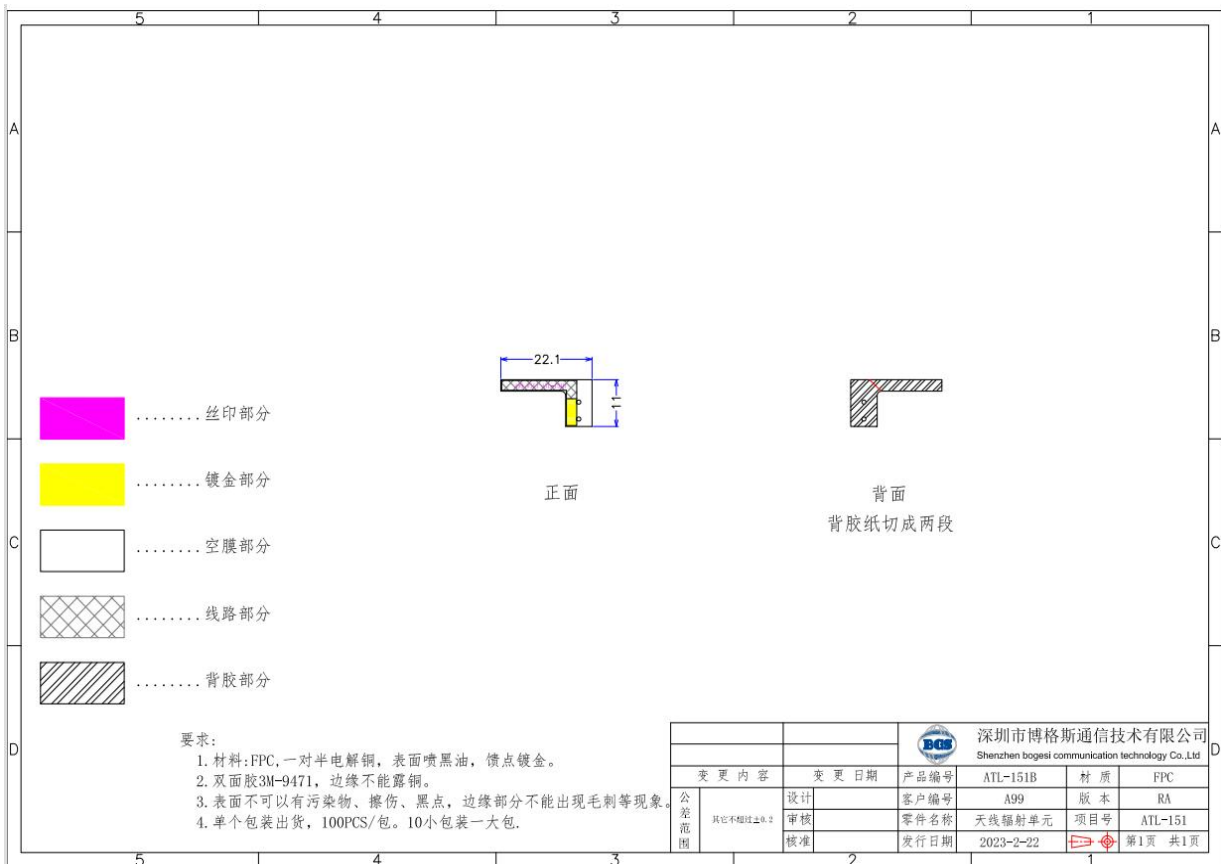 5 4 3 2 1
A A
B B
22.1
11
........丝印部分
........镀金部分
正面 背面
背胶纸切成两段
C C
........空膜部分
........线路部分
........背胶部分
要求:
1.材料:FPC,一对半电解铜，表面喷黑油，馈点镀金。
2.双面胶3M-9471，边缘不能露铜。
3.表面不可以有污染物、擦伤、黑点，边缘部分不能出现毛刺等现象。
4.单个包装出货，100PCS/包。10小包装一大包.
D D
BGS 深圳市博格斯通信技术有限公司
Shenzhen bogesi communication technology Co.,Ltd
变更内容 变更日期 产品编号 ATL-151B 材质 FPC
公差范围 其它不超过±0.2 设计 客户编号 A99 版本 RA
审核 零件名称 天线辐射单元 项目号 ATL-151
核准 发行日期 2023-2-22 第1页 共1页
5 4 3 2 1